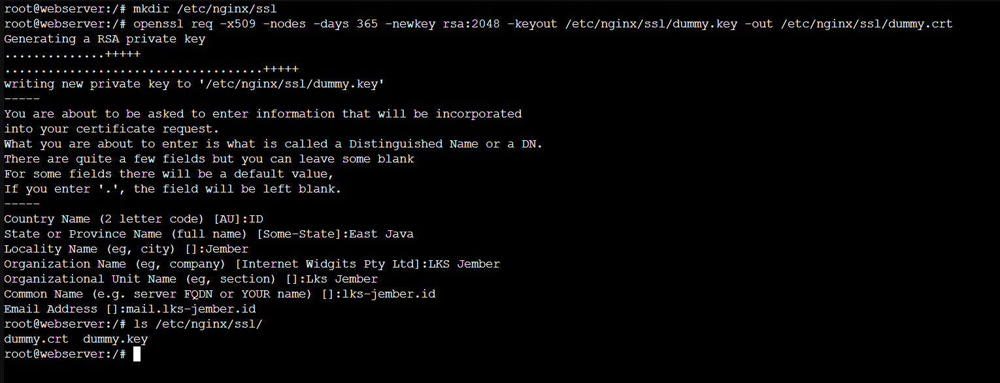 root@webserver:/# mkdir /etc/nginx/ssl
root@webserver:/# openssl req -x509 -nodes -days 365 -newkey rsa:2048 -keyout /etc/nginx/ssl/dummy.key -out /etc/nginx/ssl/dummy.crt
Generating a RSA private key
..............+++++
....................................+++++
writing new private key to '/etc/nginx/ssl/dummy.key'
-----
You are about to be asked to enter information that will be incorporated
into your certificate request.
What you are about to enter is what is called a Distinguished Name or a DN.
There are quite a few fields but you can leave some blank
For some fields there will be a default value,
If you enter '.', the field will be left blank.
-----
Country Name (2 letter code) [AU]:ID
State or Province Name (full name) [Some-State]:East Java
Locality Name (eg, city) []:Jember
Organization Name (eg, company) [Internet Widgits Pty Ltd]:LKS Jember
Organizational Unit Name (eg, section) []:Lks Jember
Common Name (e.g. server FQDN or YOUR name) []:lks-jember.id
Email Address []:mail.lks-jember.id
root@webserver:/# ls /etc/nginx/ssl/
dummy.crt  dummy.key
root@webserver:/#